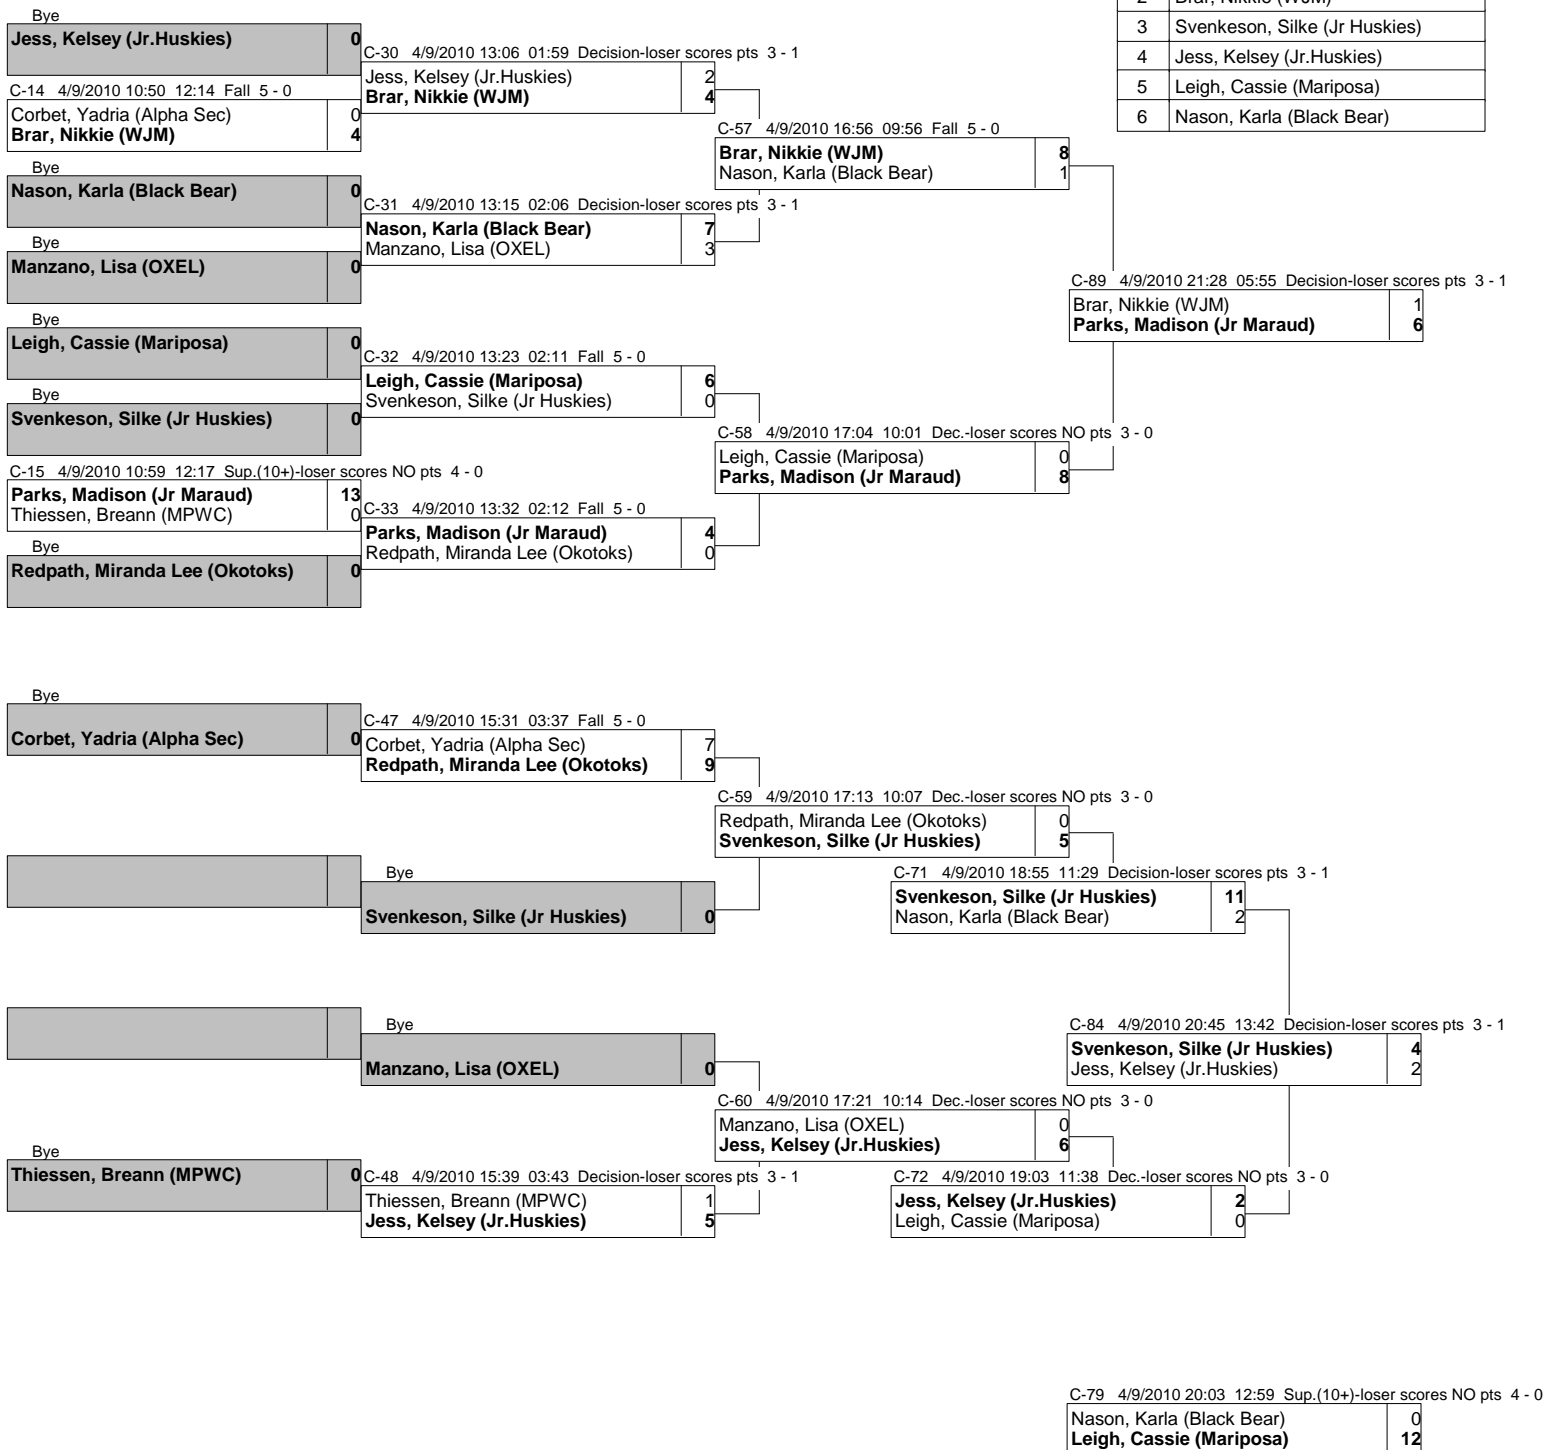 2 Brar, Nikkie (WJM)
3 Svenkeson, Silke (Jr Huskies)
4 Jess, Kelsey (Jr.Huskies)
5 Leigh, Cassie (Mariposa)
6 Nason, Karla (Black Bear)
Bye
Jess, Kelsey (Jr.Huskies) 0
C-14 4/9/2010 10:50 12:14 Fall 5 - 0
Corbet, Yadria (Alpha Sec) 0
Brar, Nikkie (WJM) 4
Bye
Nason, Karla (Black Bear) 0
Bye
Manzano, Lisa (OXEL) 0
Bye
Leigh, Cassie (Mariposa) 0
Bye
Svenkeson, Silke (Jr Huskies) 0
C-15 4/9/2010 10:59 12:17 Sup.(10+)-loser scores NO pts 4 - 0
Parks, Madison (Jr Maraud) 13
Thiessen, Breann (MPWC) 0
Bye
Redpath, Miranda Lee (Okotoks) 0
C-30 4/9/2010 13:06 01:59 Decision-loser scores pts 3 - 1
Jess, Kelsey (Jr.Huskies) 2
Brar, Nikkie (WJM) 4
C-31 4/9/2010 13:15 02:06 Decision-loser scores pts 3 - 1
Nason, Karla (Black Bear) 7
Manzano, Lisa (OXEL) 3
C-32 4/9/2010 13:23 02:11 Fall 5 - 0
Leigh, Cassie (Mariposa) 6
Svenkeson, Silke (Jr Huskies) 0
C-33 4/9/2010 13:32 02:12 Fall 5 - 0
Parks, Madison (Jr Maraud) 4
Redpath, Miranda Lee (Okotoks) 0
C-57 4/9/2010 16:56 09:56 Fall 5 - 0
Brar, Nikkie (WJM) 8
Nason, Karla (Black Bear) 1
C-58 4/9/2010 17:04 10:01 Dec.-loser scores NO pts 3 - 0
Leigh, Cassie (Mariposa) 0
Parks, Madison (Jr Maraud) 8
C-89 4/9/2010 21:28 05:55 Decision-loser scores pts 3 - 1
Brar, Nikkie (WJM) 1
Parks, Madison (Jr Maraud) 6
Bye
Corbet, Yadria (Alpha Sec) 0
Bye
Thiessen, Breann (MPWC) 0
C-47 4/9/2010 15:31 03:37 Fall 5 - 0
Corbet, Yadria (Alpha Sec) 7
Redpath, Miranda Lee (Okotoks) 9
Bye
Svenkeson, Silke (Jr Huskies) 0
Bye
Manzano, Lisa (OXEL) 0
C-48 4/9/2010 15:39 03:43 Decision-loser scores pts 3 - 1
Thiessen, Breann (MPWC) 1
Jess, Kelsey (Jr.Huskies) 5
C-59 4/9/2010 17:13 10:07 Dec.-loser scores NO pts 3 - 0
Redpath, Miranda Lee (Okotoks) 0
Svenkeson, Silke (Jr Huskies) 5
C-60 4/9/2010 17:21 10:14 Dec.-loser scores NO pts 3 - 0
Manzano, Lisa (OXEL) 0
Jess, Kelsey (Jr.Huskies) 6
C-71 4/9/2010 18:55 11:29 Decision-loser scores pts 3 - 1
Svenkeson, Silke (Jr Huskies) 11
Nason, Karla (Black Bear) 2
C-72 4/9/2010 19:03 11:38 Dec.-loser scores NO pts 3 - 0
Jess, Kelsey (Jr.Huskies) 2
Leigh, Cassie (Mariposa) 0
C-84 4/9/2010 20:45 13:42 Decision-loser scores pts 3 - 1
Svenkeson, Silke (Jr Huskies) 4
Jess, Kelsey (Jr.Huskies) 2
C-79 4/9/2010 20:03 12:59 Sup.(10+)-loser scores NO pts 4 - 0
Nason, Karla (Black Bear) 0
Leigh, Cassie (Mariposa) 12